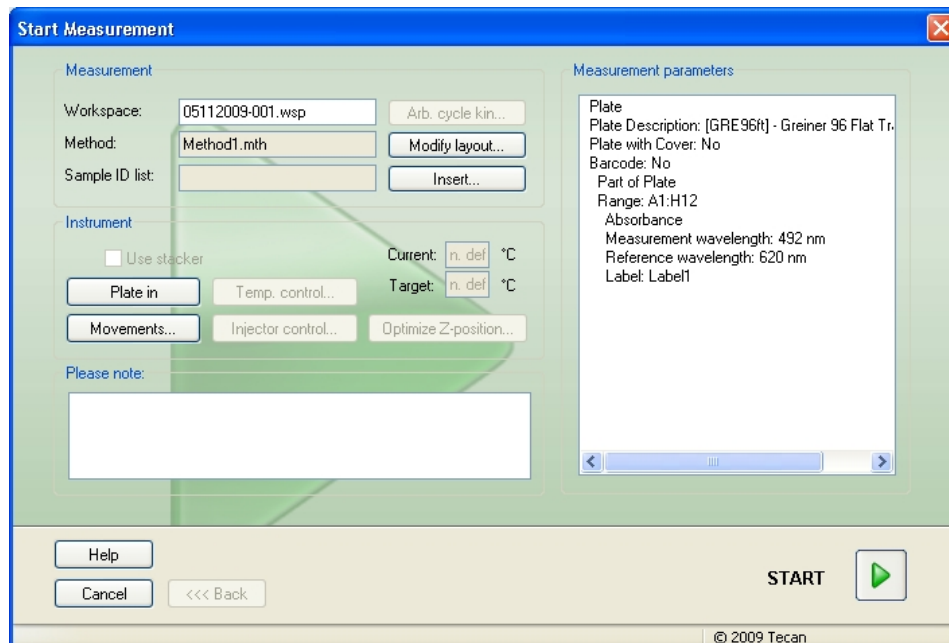 Start Measurement
Measurement
Workspace: 05112009-001.wsp Arb. cycle kin...
Method: Method1.mth Modify layout...
Sample ID list: Insert...
Instrument
Use stacker
Current: n. def °C
Plate in Temp. control... Target: n. def °C
Movements... Injector control... Optimize Z-position...
Please note:
Measurement parameters
Plate
Plate Description: [GRE96ft] - Greiner 96 Flat Tr
Plate with Cover: No
Barcode: No
Part of Plate
Range: A1:H12
Absorbance
Measurement wavelength: 492 nm
Reference wavelength: 620 nm
Label: Label1
Help
Cancel <<< Back
START
© 2009 Tecan